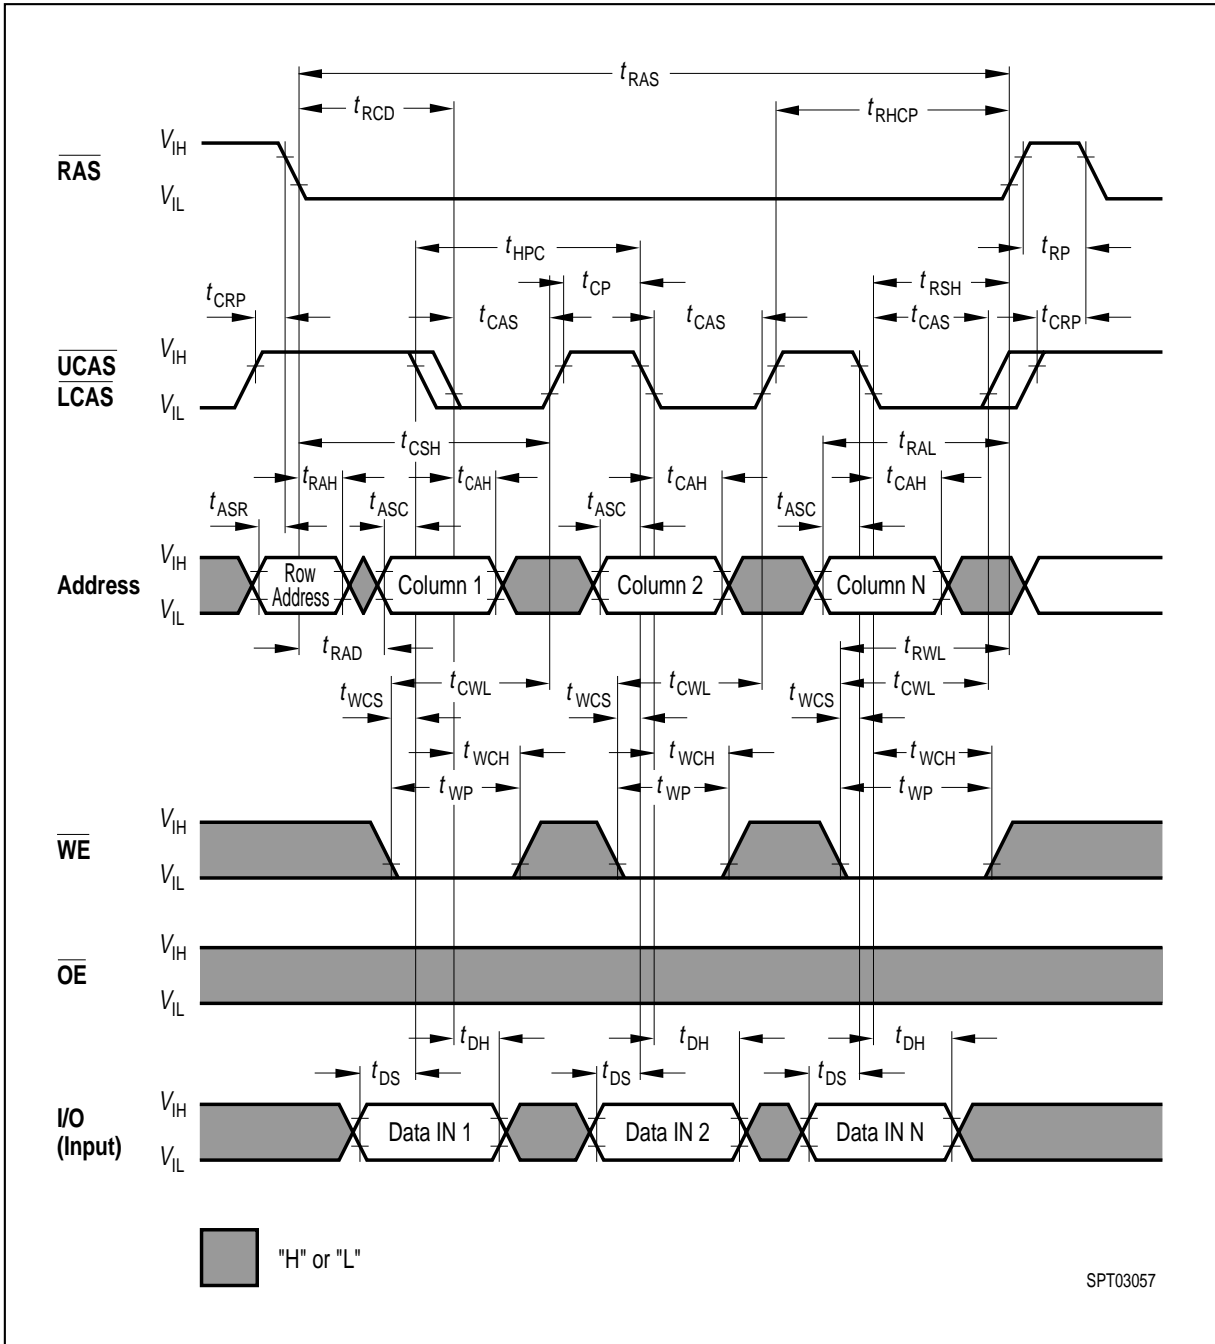 tRAS
tRCD
tRHCP
RAS
VIH
VIL
tHPC
tRP
tCP
tRSH
tCRP
tCAS
tCAS
tCAS
tCRP
UCAS
LCAS
VIH
VIL
tCSH
tRAL
tRAH
tCAH
tCAH
tCAH
tASR
tASC
tASC
tASC
Address
VIH
VIL
Row
Address
Column 1
Column 2
Column N
tRAD
tRWL
tCWL
tCWL
tCWL
tWCS
tWCS
tWCS
tWCH
tWCH
tWCH
tWP
tWP
tWP
WE
VIH
VIL
OE
VIH
VIL
tDH
tDH
tDH
tDS
tDS
tDS
I/O
(Input)
VIH
VIL
Data IN 1
Data IN 2
Data IN N
"H" or "L"
SPT03057